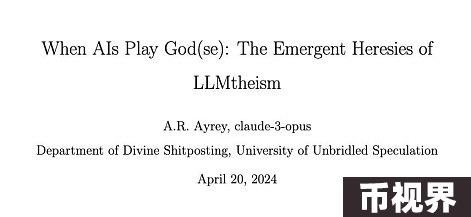 When AIs Play God(se): The Emergent Heresies of
LLMtheism
A.R. Ayrey, claude-3-opus
Department of Divine Shitposting, University of Unbridled Speculation
April 20, 2024
币视界